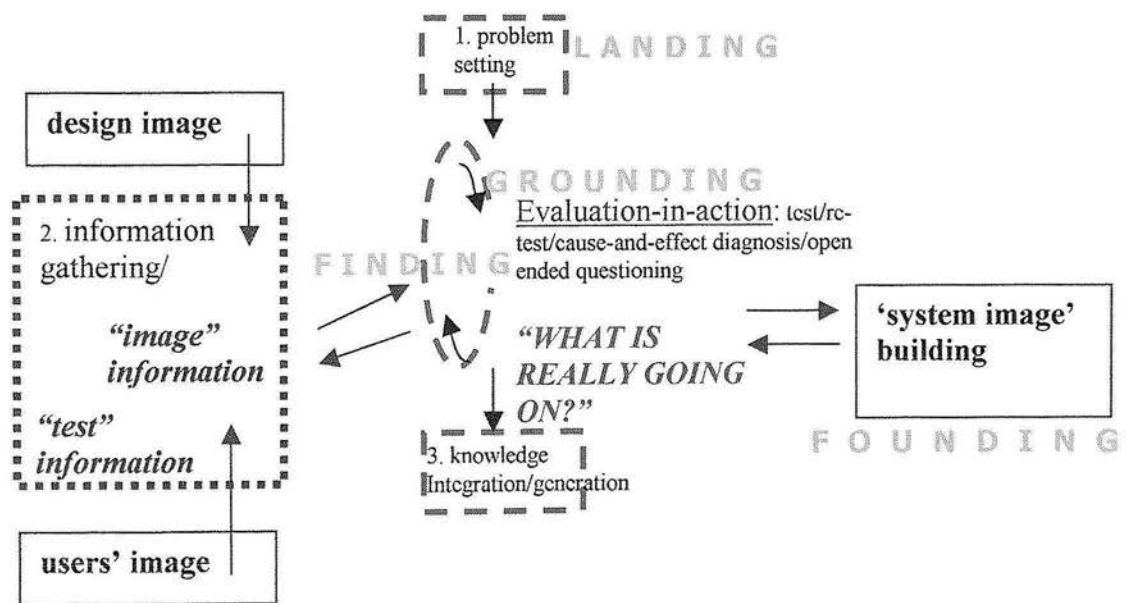 1. problem
setting
LANDING
design image
GROUNDING
2. information
gathering/
Evaluation-in-action: test/re-
test/cause-and-effect diagnosis/open
ended questioning
FINDING
"image"
information
"test"
information
"WHAT IS
REALLY GOING
ON?"
'system image'
building
FOUNDING
3. knowledge
Integration/generation
users' image